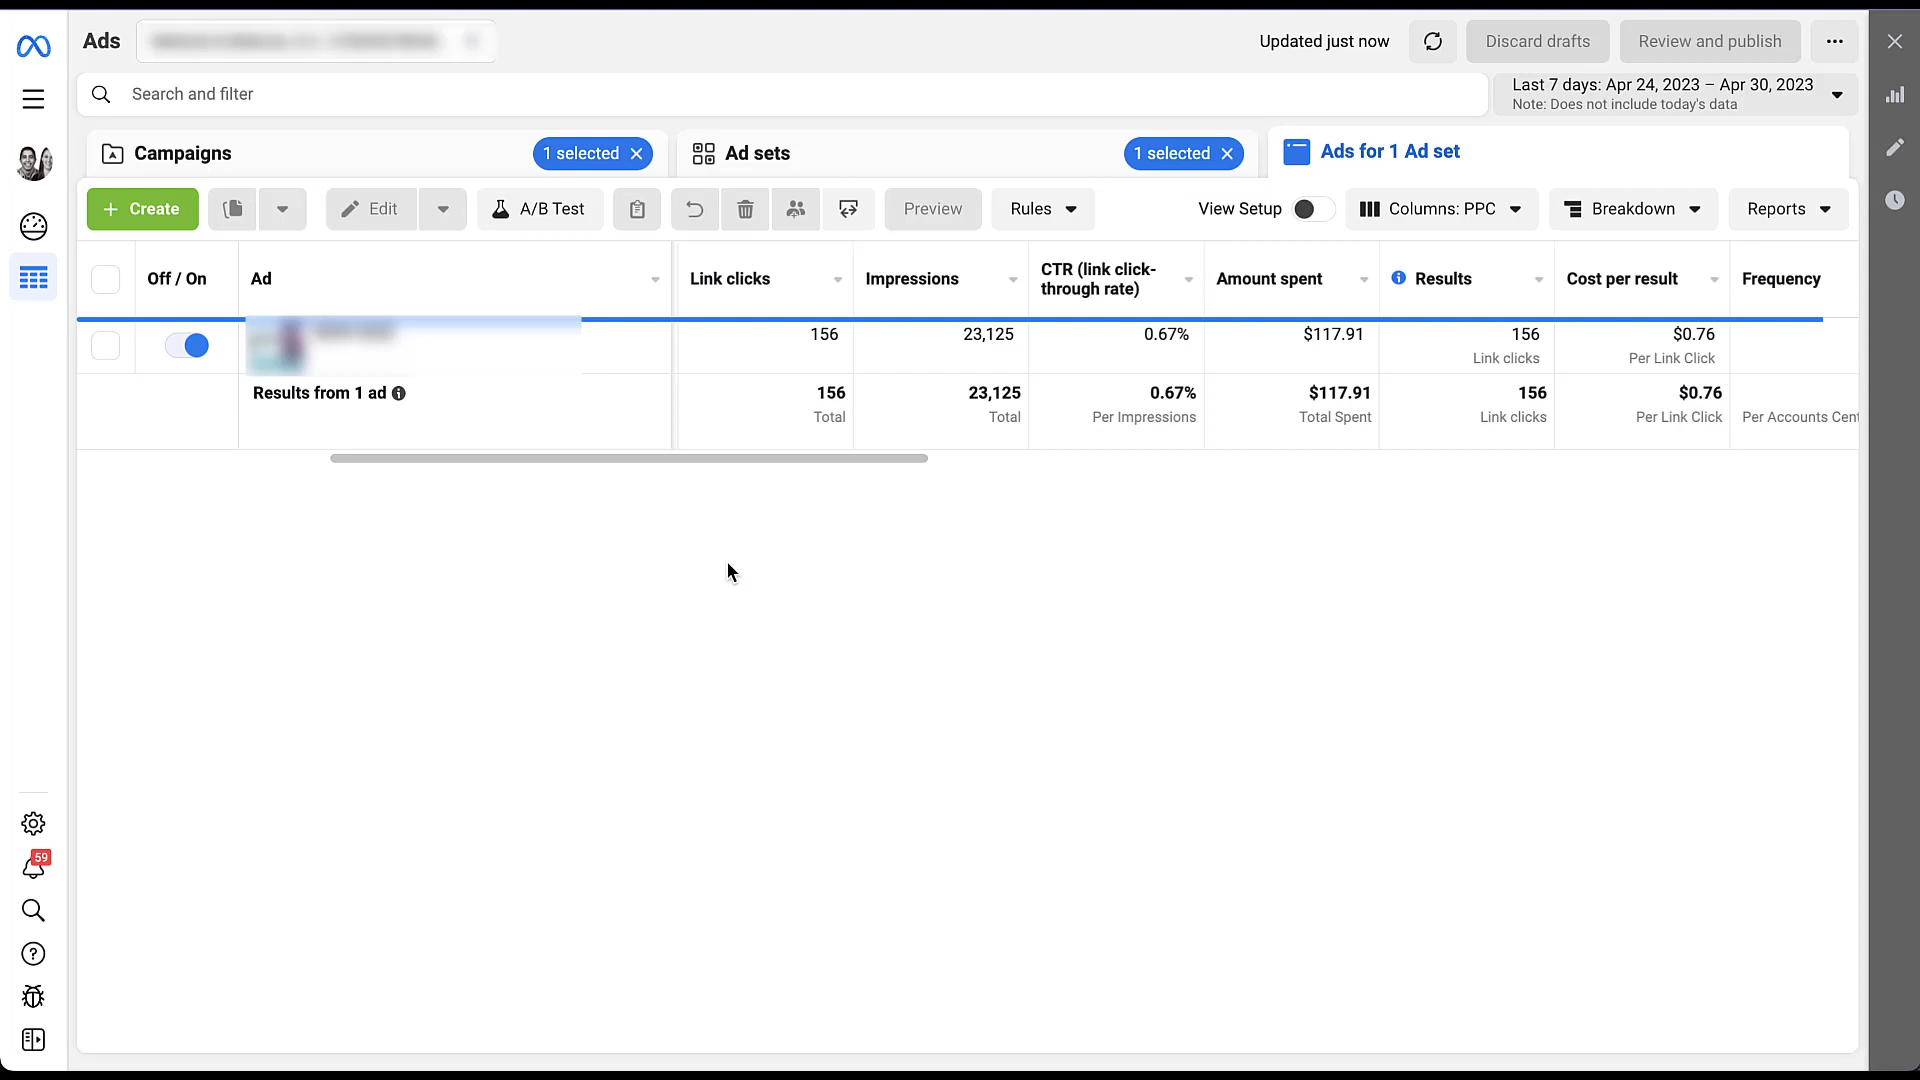 Ads
Updated just now
Discard drafts
Review and publish
Search and filter
Last 7 days: Apr 24, 2023 – Apr 30, 2023
Note: Does not include today's data
Campaigns
1 selected
Ad sets
1 selected
Ads for 1 Ad set
+ Create
Edit
A/B Test
Preview
Rules
View Setup
Columns: PPC
Breakdown
Reports
Off / On
Ad
Link clicks
Impressions
CTR (link click-
through rate)
Amount spent
Results
Cost per result
Frequency
156
23,125
0.67%
$117.91
156
Link clicks
$0.76
Per Link Click
Results from 1 ad
156
Total
23,125
Total
0.67%
Per Impressions
$117.91
Total Spent
156
Link clicks
$0.76
Per Link Click
Per Accounts Cent
59